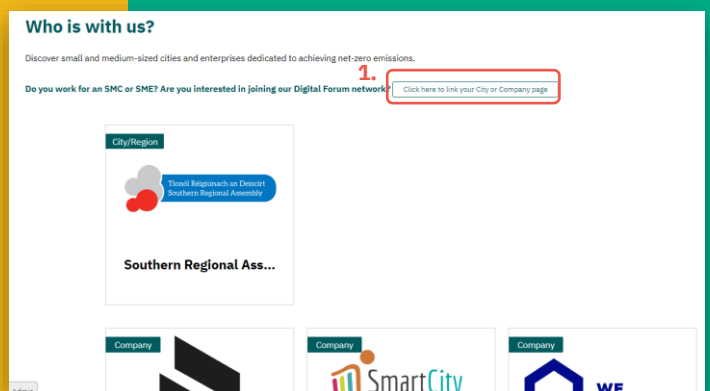 Who is with us?
Discover small and medium-sized cities and enterprises dedicated to achieving net-zero emissions.
1.
Do you work for an SMC or SME? Are you interested in joining our Digital Forum network? Click here to link your City or Company page
City/Region
Tionól Réigiúnach an Deiscirt
Southern Regional Assembly
Southern Regional Ass...
Company
Company
Company
SmartCity
WE
Admin